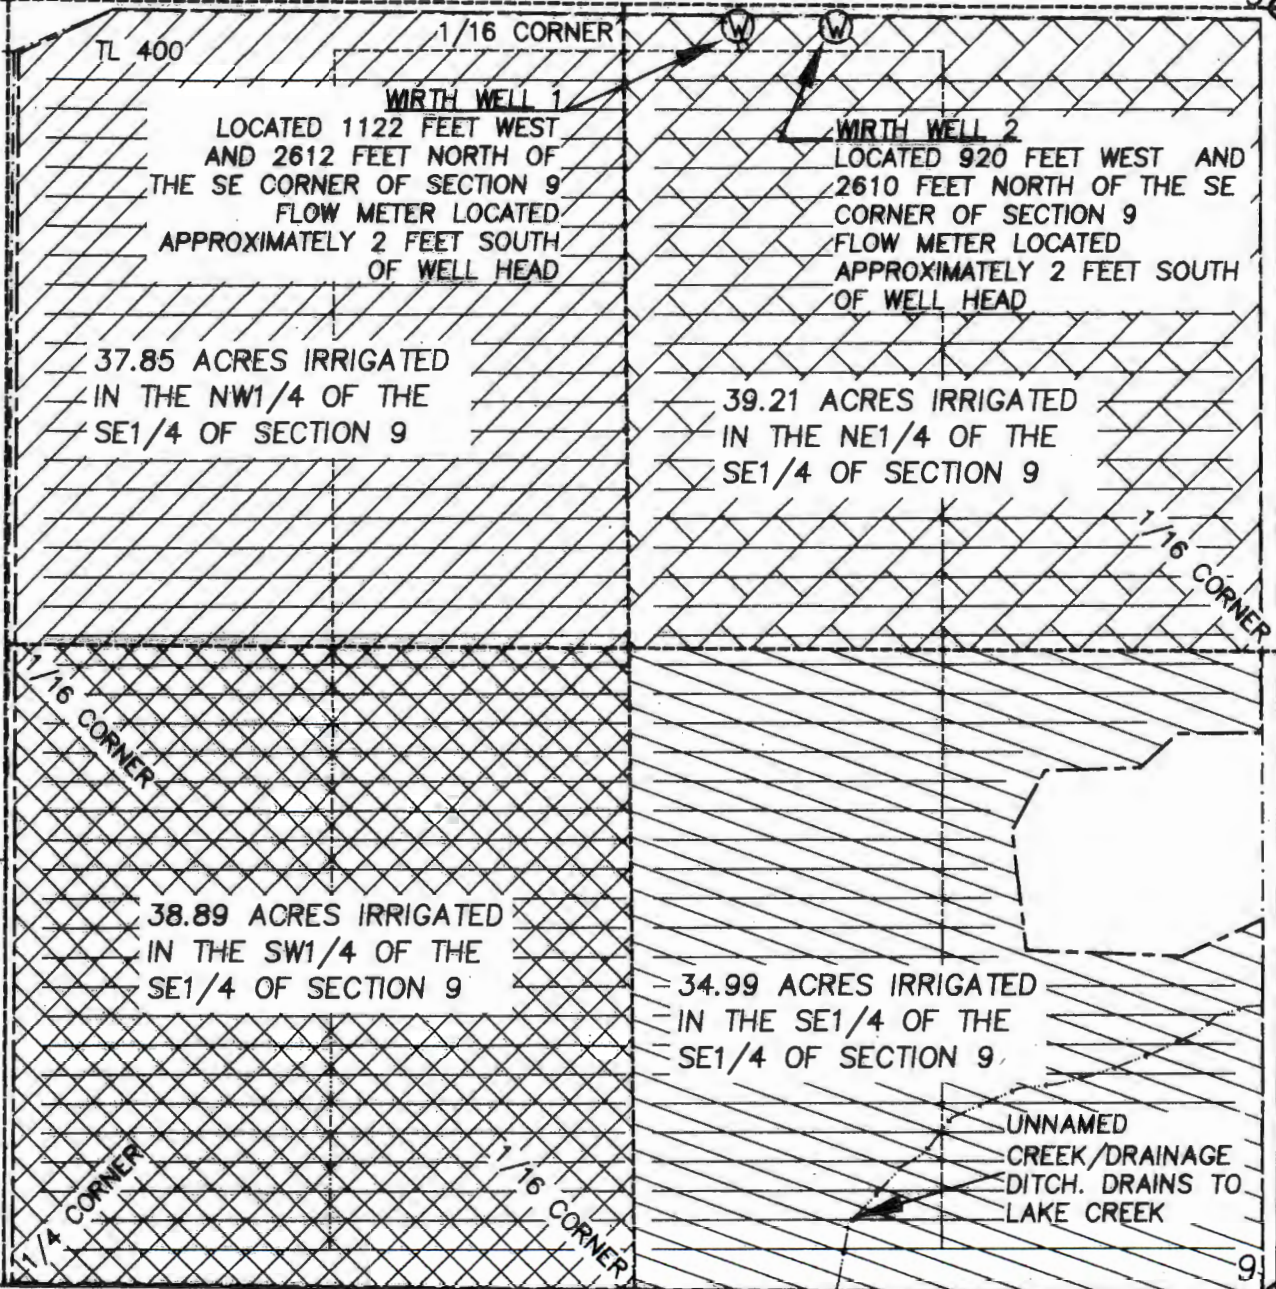 TL 400
1/16 CORNER
W
W
WIRTH WELL 1
LOCATED 1122 FEET WEST
AND 2612 FEET NORTH OF
THE SE CORNER OF SECTION 9
FLOW METER LOCATED
APPROXIMATELY 2 FEET SOUTH
OF WELL HEAD
WIRTH WELL 2
LOCATED 920 FEET WEST AND
2610 FEET NORTH OF THE SE
CORNER OF SECTION 9
FLOW METER LOCATED
APPROXIMATELY 2 FEET SOUTH
OF WELL HEAD
37.85 ACRES IRRIGATED
IN THE NW1/4 OF THE
SE1/4 OF SECTION 9
39.21 ACRES IRRIGATED
IN THE NE1/4 OF THE
SE1/4 OF SECTION 9
1/16 CORNER
1/16 CORNER
38.89 ACRES IRRIGATED
IN THE SW1/4 OF THE
SE1/4 OF SECTION 9
34.99 ACRES IRRIGATED
IN THE SE1/4 OF THE
SE1/4 OF SECTION 9
UNNAMED
CREEK/DRAINAGE
DITCH. DRAINS TO
LAKE CREEK
1/4 CORNER
1/16 CORNER
9